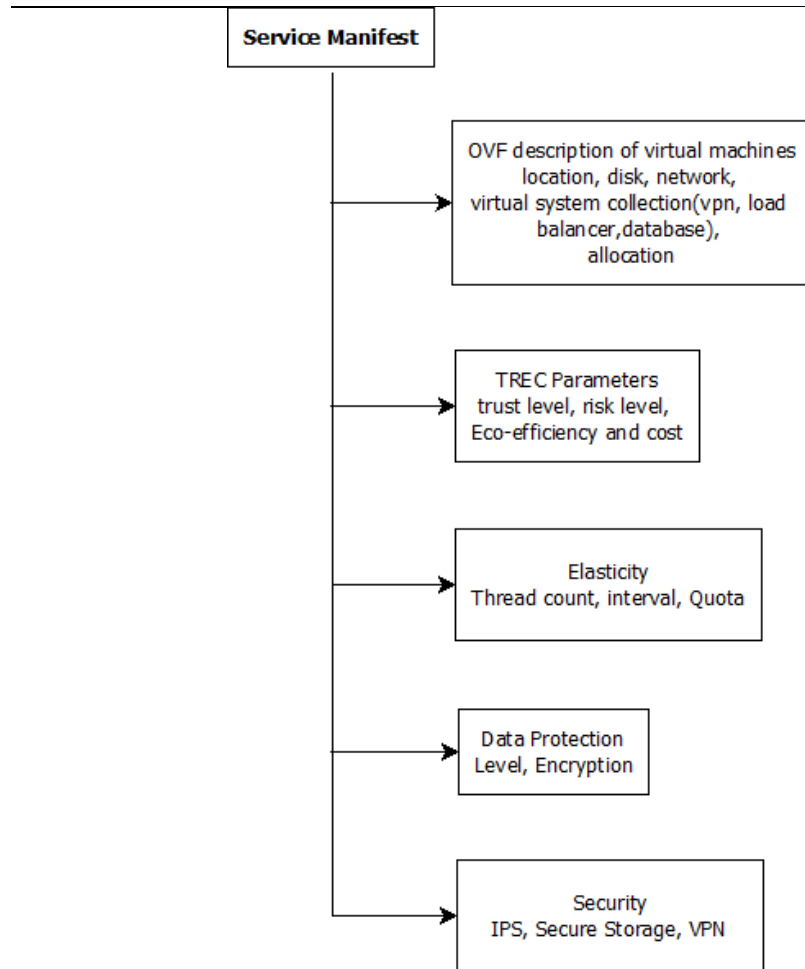 Service Manifest
OVF description of virtual machines
location, disk, network,
virtual system collection(vpn, load
balancer,database),
allocation
TREC Parameters
trust level, risk level,
Eco-efficiency and cost
Elasticity
Thread count, interval, Quota
Data Protection
Level, Encryption
Security
IPS, Secure Storage, VPN